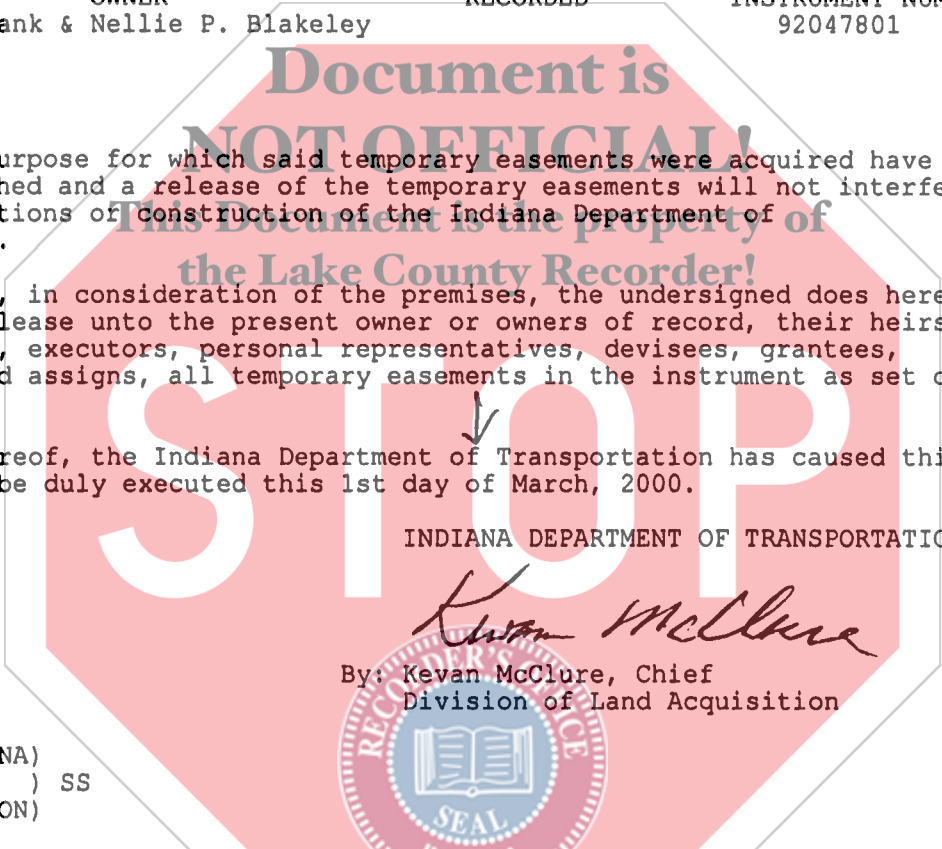 OWNER RECORDED INSTRUMENT NUM
ank & Nellie P. Blakeley 92047801
Document is
NOT OFFICIAL!
urpose for which said temporary easements were acquired have
hed and a release of the temporary easements will not interfe
tions of construction of the Indiana Department of
This Document is the property of
.
the Lake County Recorder!
, in consideration of the premises, the undersigned does here
lease unto the present owner or owners of record, their heirs
, executors, personal representatives, devisees, grantees,
d assigns, all temporary easements in the instrument as set o
STOP
reof, the Indiana Department of Transportation has caused thi
be duly executed this 1st day of March, 2000.
INDIANA DEPARTMENT OF TRANSPORTATIO
Kevan McClure
By: Kevan McClure, Chief
Division of Land Acquisition
RECORDER'S OFFICE
SEAL
NA)
) SS
ON)